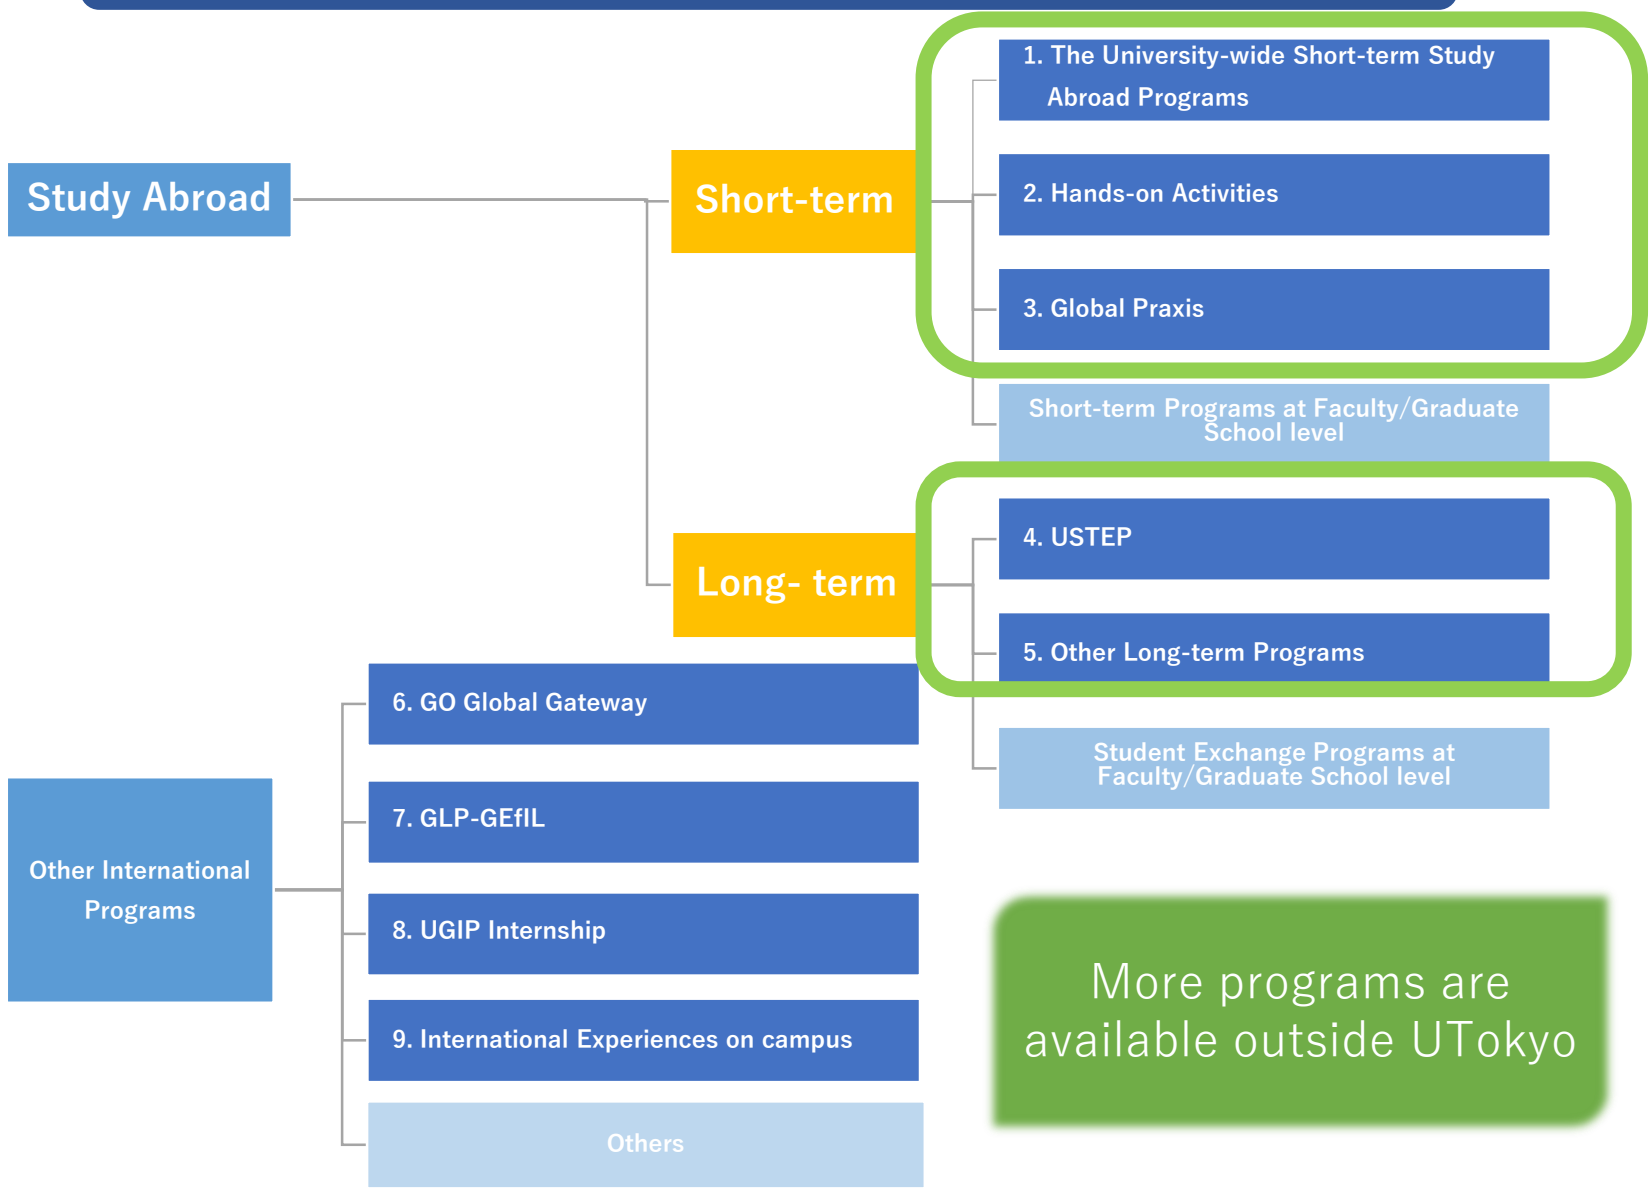 Study Abroad
Short-term
1. The University-wide Short-term Study
Abroad Programs
2. Hands-on Activities
3. Global Praxis
Short-term Programs at Faculty/Graduate
School level
Long- term
4. USTEP
5. Other Long-term Programs
Student Exchange Programs at
Faculty/Graduate School level
Other International
Programs
6. GO Global Gateway
7. GLP-GEfIL
8. UGIP Internship
9. International Experiences on campus
Others
More programs are
available outside UTokyo